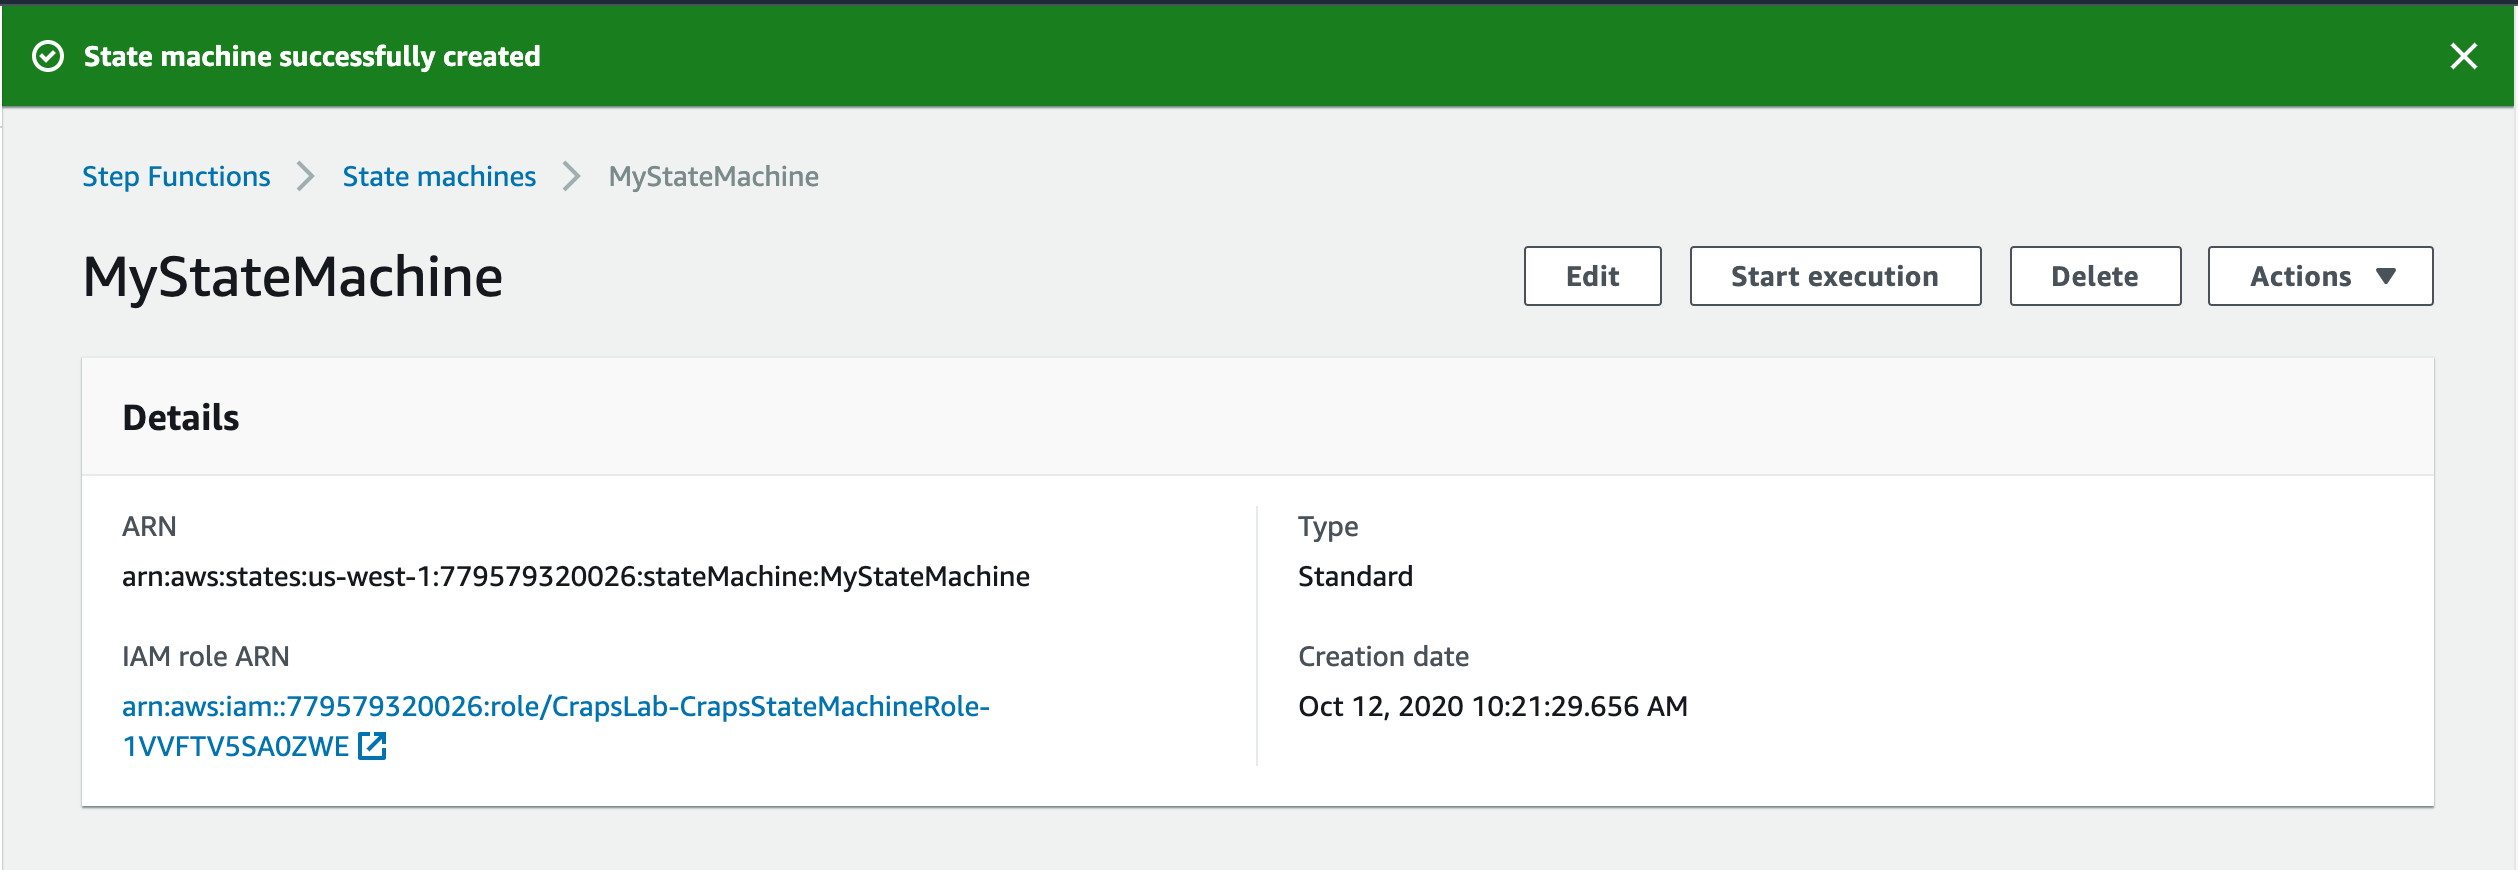 State machine successfully created
Step Functions
State machines
MyStateMachine
MyStateMachine
Edit
Start execution
Delete
Actions
Details
ARN
arn:aws:states:us-west-1:779579320026:stateMachine:MyStateMachine
IAM role ARN
arn:aws:iam::779579320026:role/CrapsLab-CrapsStateMachineRole-
1VVFTV5SA0ZWE
Type
Standard
Creation date
Oct 12, 2020 10:21:29.656 AM